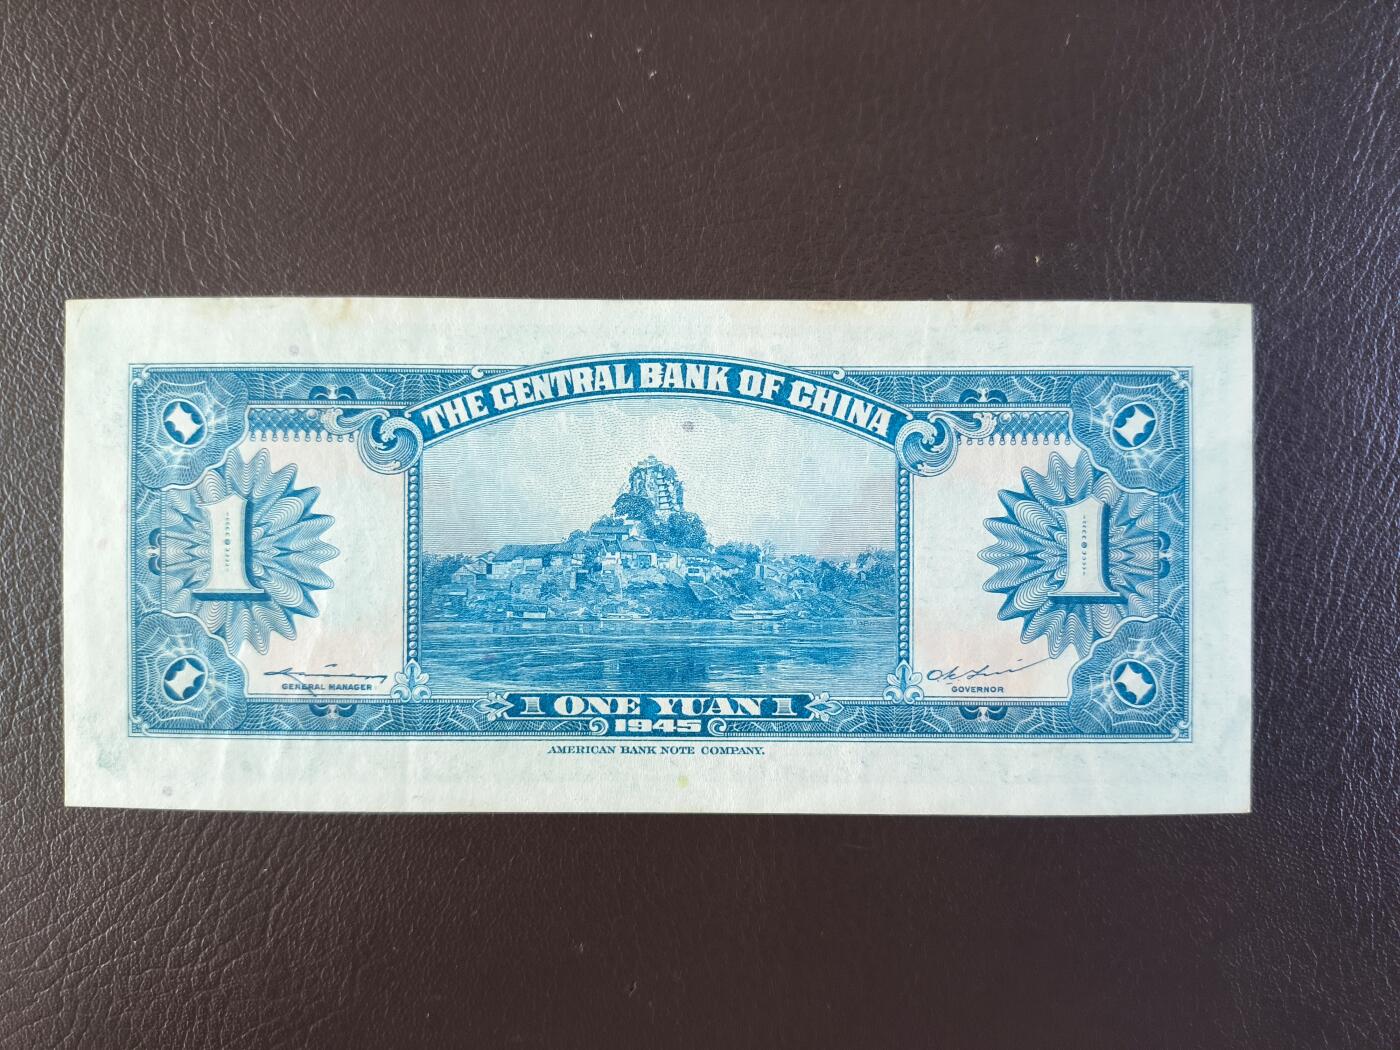 THE CENTRAL BANK OF CHINA
1 1
GENERAL MANAGER
GOVERNOR
1 ONE YUAN 1
1945
AMERICAN BANK NOTE COMPANY.